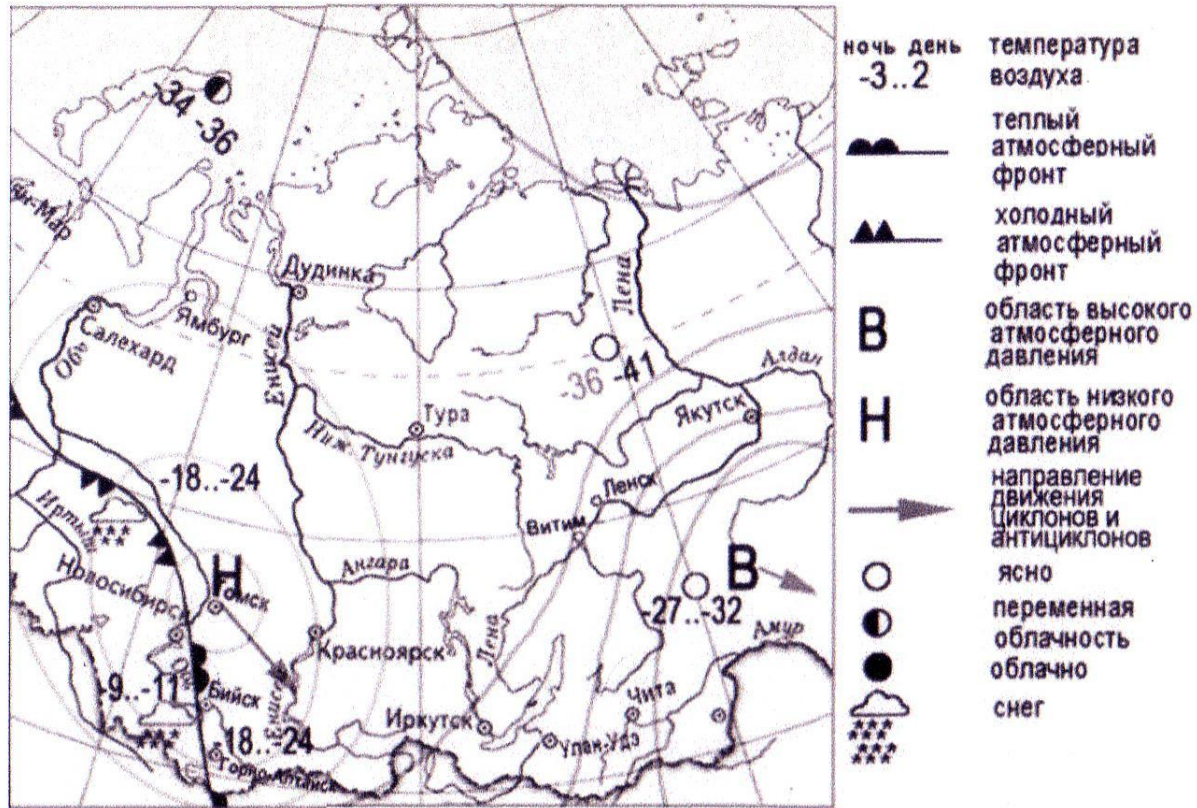 -34 -36
Дудинка
Ямбург
Салехард
Обь
Енисей
Лена
-36 -41
Алдан
Якутск
Тура
Ниж. Тунгуска
-18..-24
Ленск
Витим
Иртыш
Новосибирск
Н
Томск
Ангара
В
-27..-32
Амур
Красноярск
Лена
-9..-11
Бийск
Енисей
Чита
Иркутск
Улан-Удэ
18..-24
Горно-Алтайск
ночь день
-3..2
температура
воздуха
теплый
атмосферный
фронт
холодный
атмосферный
фронт
В
область высокого
атмосферного
давления
Н
область низкого
атмосферного
давления
направление
движения
циклонов и
антициклонов
ясно
переменная
облачность
облачно
снег